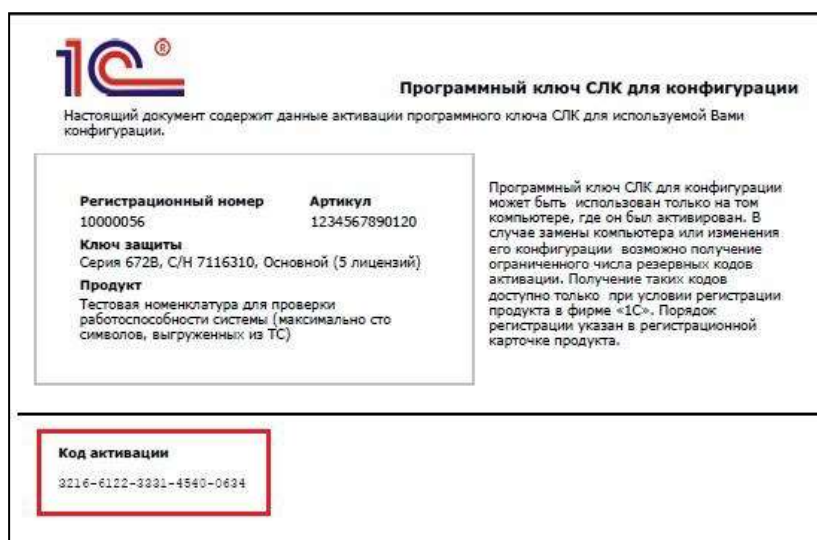 1С®
Программный ключ СЛК для конфигурации
Настоящий документ содержит данные активации программного ключа СЛК для используемой Вами
конфигурации.
Регистрационный номер Артикул
10000056 1234567890120
Ключ защиты
Серия 672В, С/Н 7116310, Основной (5 лицензий)
Продукт
Тестовая номенклатура для проверки
работоспособности системы (максимально сто
символов, выгруженных из ТС)
Программный ключ СЛК для конфигурации
может быть использован только на том
компьютере, где он был активирован. В
случае замены компьютера или изменения
его конфигурации возможно получение
ограниченного числа резервных кодов
активации. Получение таких кодов
доступно только при условии регистрации
продукта в фирме «1С». Порядок
регистрации указан в регистрационной
карточке продукта.
Код активации
3216-6122-3331-4540-0634